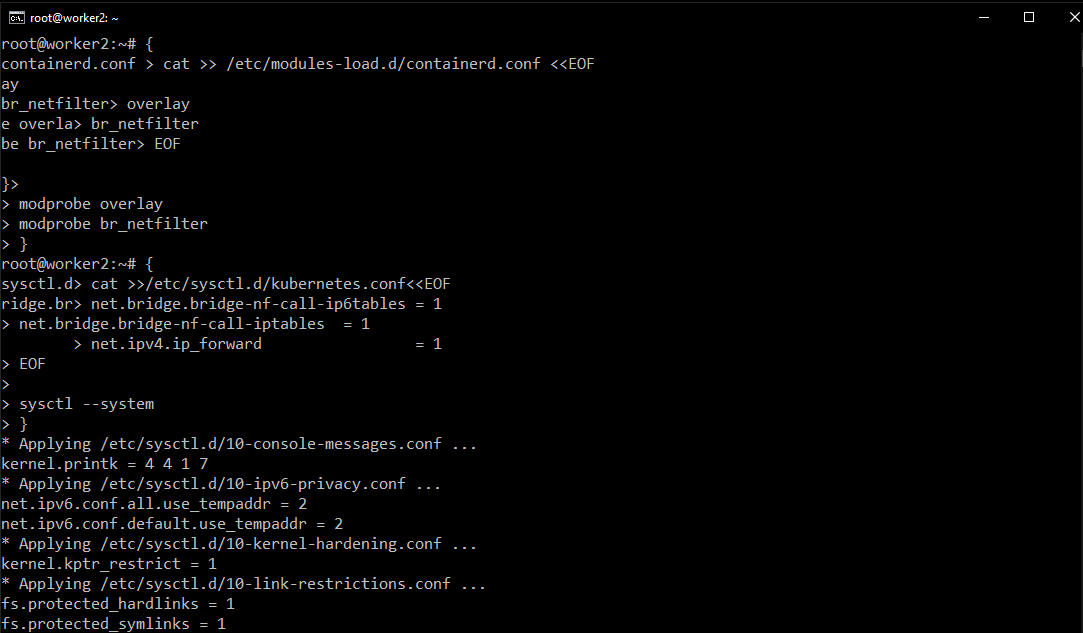 root@worker2: ~
root@worker2:~# {
containerd.conf > cat >> /etc/modules-load.d/containerd.conf <<EOF
ay
br_netfilter> overlay
e overla> br_netfilter
be br_netfilter> EOF
}>
> modprobe overlay
> modprobe br_netfilter
> }
root@worker2:~# {
sysctl.d> cat >>/etc/sysctl.d/kubernetes.conf<<EOF
ridge.br> net.bridge.bridge-nf-call-ip6tables = 1
> net.bridge.bridge-nf-call-iptables  = 1
        > net.ipv4.ip_forward                 = 1
> EOF
>
> sysctl --system
> }
* Applying /etc/sysctl.d/10-console-messages.conf ...
kernel.printk = 4 4 1 7
* Applying /etc/sysctl.d/10-ipv6-privacy.conf ...
net.ipv6.conf.all.use_tempaddr = 2
net.ipv6.conf.default.use_tempaddr = 2
* Applying /etc/sysctl.d/10-kernel-hardening.conf ...
kernel.kptr_restrict = 1
* Applying /etc/sysctl.d/10-link-restrictions.conf ...
fs.protected_hardlinks = 1
fs.protected_symlinks = 1